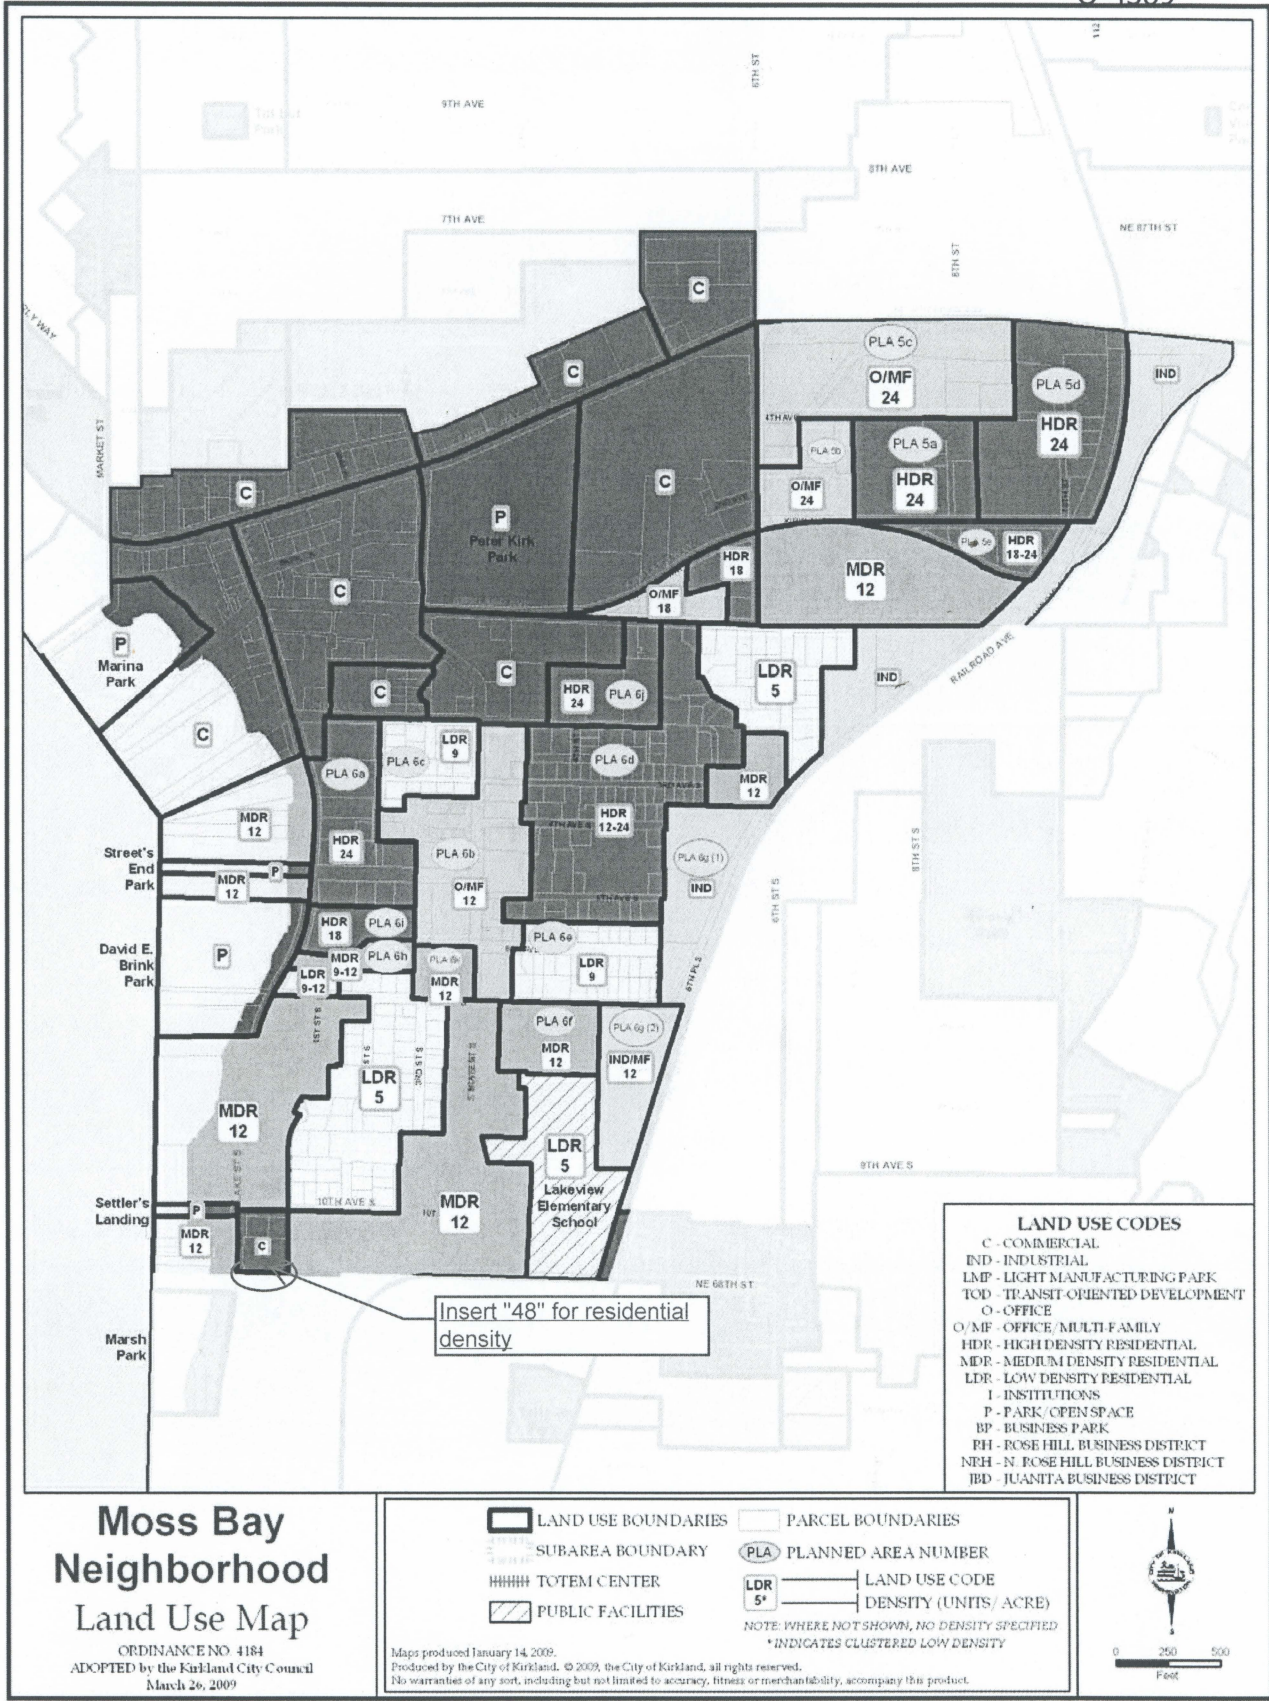 9TH AVE
6TH ST
8TH AVE
7TH AVE
NE 87TH ST
8TH ST
MARKET ST
C
C
PLA 5c
O/MF
24
PLA 5d
HDR
24
IND
4TH AVE
PLA 5b
O/MF
24
PLA 5a
HDR
24
C
C
P
Peter Kirk
Park
C
HDR
18
PLA 5e
HDR
18-24
MDR
12
O/MF
18
P
Marina
Park
C
C
C
HDR
24
PLA 6j
LDR
5
IND
RAILROAD AVE
C
PLA 6a
PLA 6c
LDR
9
PLA 6d
MDR
12
MDR
12
HDR
24
PLA 6b
HDR
12-24
O/MF
12
PLA 6g (1)
IND
Street's
End
Park
P
MDR
12
8TH ST S
6TH ST S
David E.
Brink
Park
P
HDR
18
PLA 6i
MDR
9-12
PLA 6h
LDR
9-12
PLA 6k
MDR
12
PLA 6e
LDR
9
6TH PL S
PLA 6f
MDR
12
PLA 6g (2)
IND/MF
12
1ST ST S
3RD ST S
LDR
5
MDR
12
LDR
5
Lakeview
Elementary
School
9TH AVE S
10TH AVE S
MDR
12
Settler's
Landing
P
MDR
12
C
NE 68TH ST
Insert "48" for residential
density
Marsh
Park
LAND USE CODES
C - COMMERCIAL
IND - INDUSTRIAL
LMP - LIGHT MANUFACTURING PARK
TOD - TRANSIT-ORIENTED DEVELOPMENT
O - OFFICE
O/MF - OFFICE/MULTI-FAMILY
HDR - HIGH DENSITY RESIDENTIAL
MDR - MEDIUM DENSITY RESIDENTIAL
LDR - LOW DENSITY RESIDENTIAL
I - INSTITUTIONS
P - PARK/OPEN SPACE
BP - BUSINESS PARK
RH - ROSE HILL BUSINESS DISTRICT
NRH - N. ROSE HILL BUSINESS DISTRICT
JBD - JUANITA BUSINESS DISTRICT
Moss Bay
Neighborhood
Land Use Map
ORDINANCE NO. 4184
ADOPTED by the Kirkland City Council
March 26, 2009
LAND USE BOUNDARIES
SUBAREA BOUNDARY
TOTEM CENTER
PUBLIC FACILITIES
PARCEL BOUNDARIES
PLA PLANNED AREA NUMBER
LDR
5*
LAND USE CODE
DENSITY (UNITS/ACRE)
NOTE: WHERE NOT SHOWN, NO DENSITY SPECIFIED
* INDICATES CLUSTERED LOW DENSITY
Maps produced January 14, 2009.
Produced by the City of Kirkland. © 2009, the City of Kirkland, all rights reserved.
No warranties of any sort, including but not limited to accuracy, fitness or merchantability, accompany this product.
N
S
0 250 500
Feet